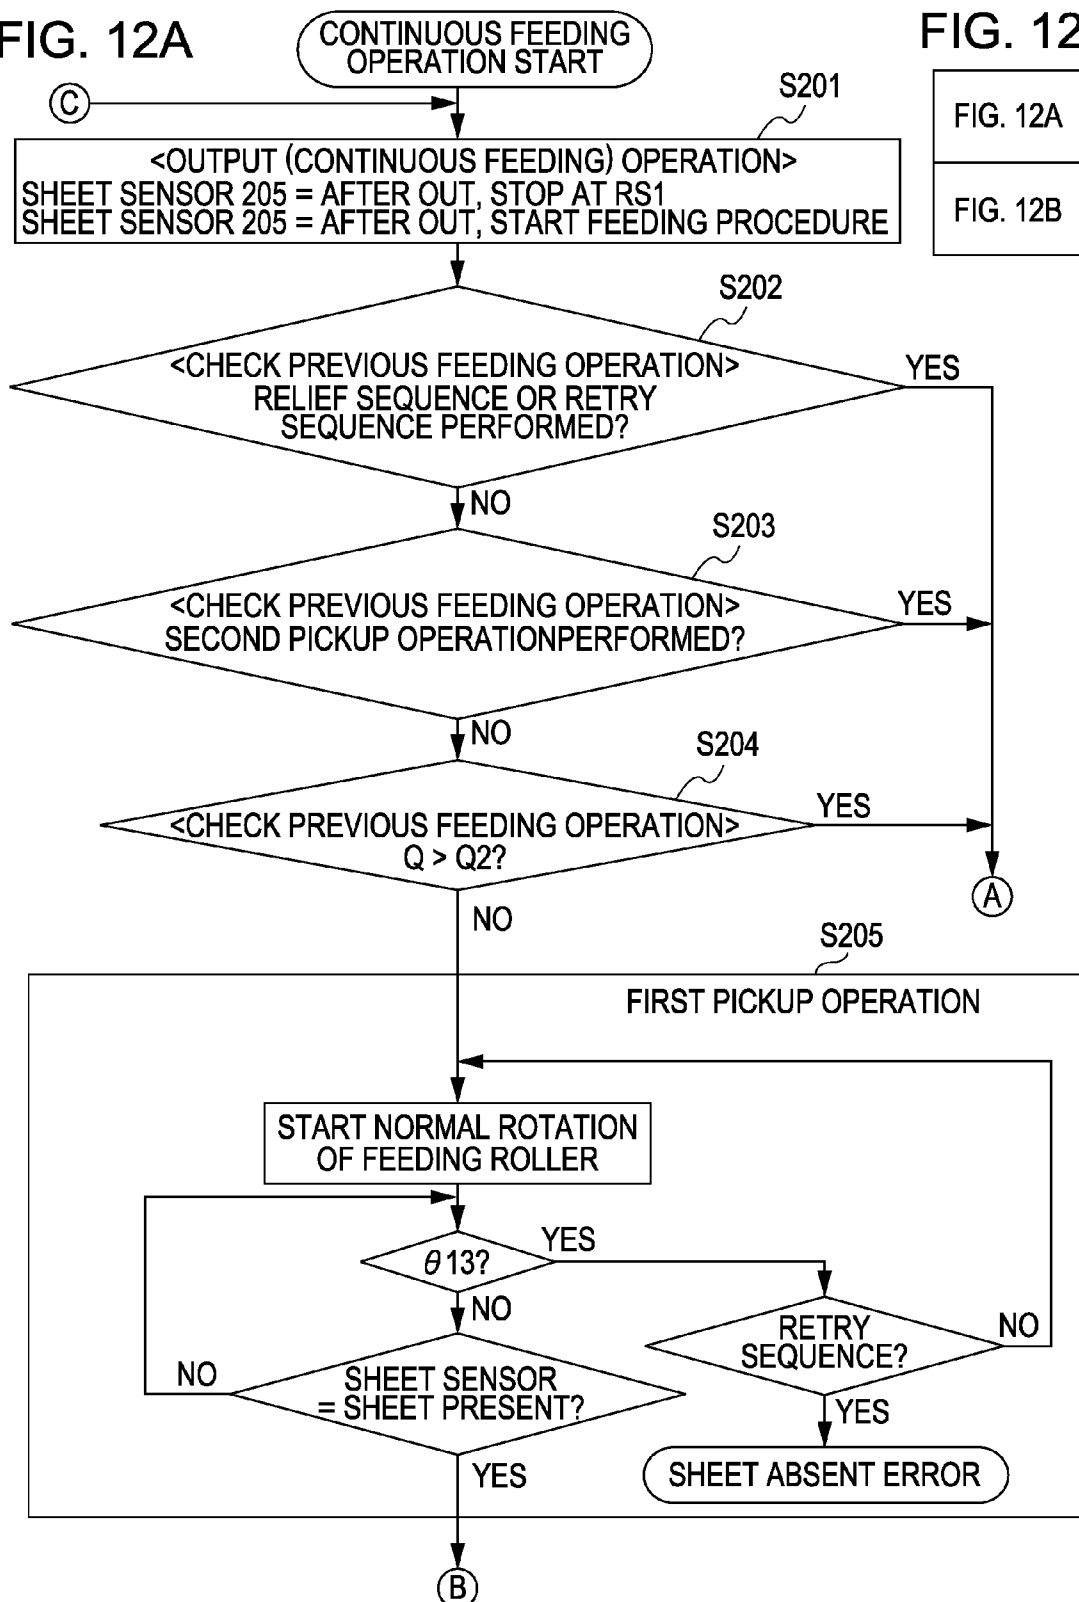 FIG. 12A
FIG. 12
FIG. 12A
FIG. 12B
CONTINUOUS FEEDING
OPERATION START
C
S201
<OUTPUT (CONTINUOUS FEEDING) OPERATION>
SHEET SENSOR 205 = AFTER OUT, STOP AT RS1
SHEET SENSOR 205 = AFTER OUT, START FEEDING PROCEDURE
S202
<CHECK PREVIOUS FEEDING OPERATION>
RELIEF SEQUENCE OR RETRY
SEQUENCE PERFORMED?
YES
NO
S203
<CHECK PREVIOUS FEEDING OPERATION>
SECOND PICKUP OPERATIONPERFORMED?
YES
NO
S204
<CHECK PREVIOUS FEEDING OPERATION>
Q > Q2?
YES
A
NO
S205
FIRST PICKUP OPERATION
START NORMAL ROTATION
OF FEEDING ROLLER
θ13?
YES
NO
RETRY
SEQUENCE?
NO
YES
SHEET ABSENT ERROR
SHEET SENSOR
= SHEET PRESENT?
NO
YES
B